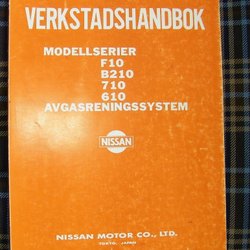 VERKSTADSHANDBOK
MODELLSERIER
F10
B210
710
610
AVGASRENINGSSYSTEM
NISSAN
NISSAN MOTOR CO., LTD.
TOKYO, JAPAN